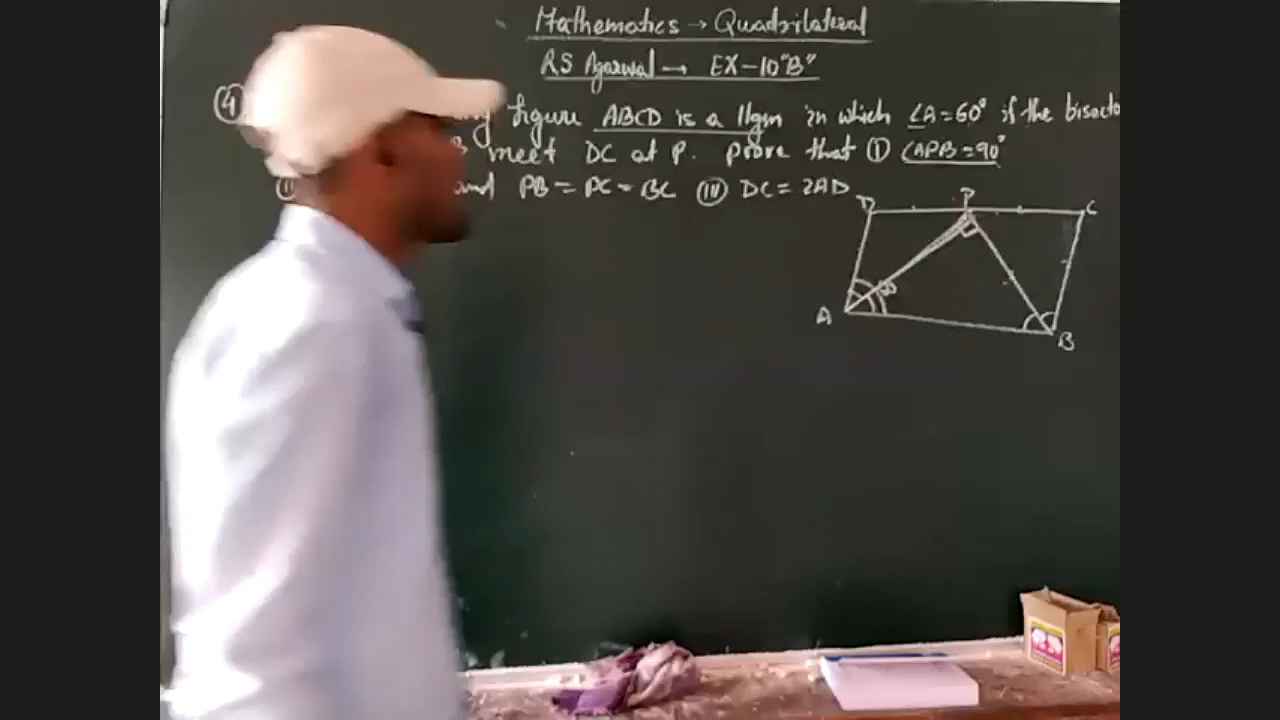 Mathematics → Quadrilateral
RS Agarwal → EX-10"B"
4 figure ABCD is a llgm in which ∠A=60° if the bisecto
B meet DC at P. Prove that (i) ∠APB=90°
and PB = PC = BC (iii) DC = 2AD
D P C
A B